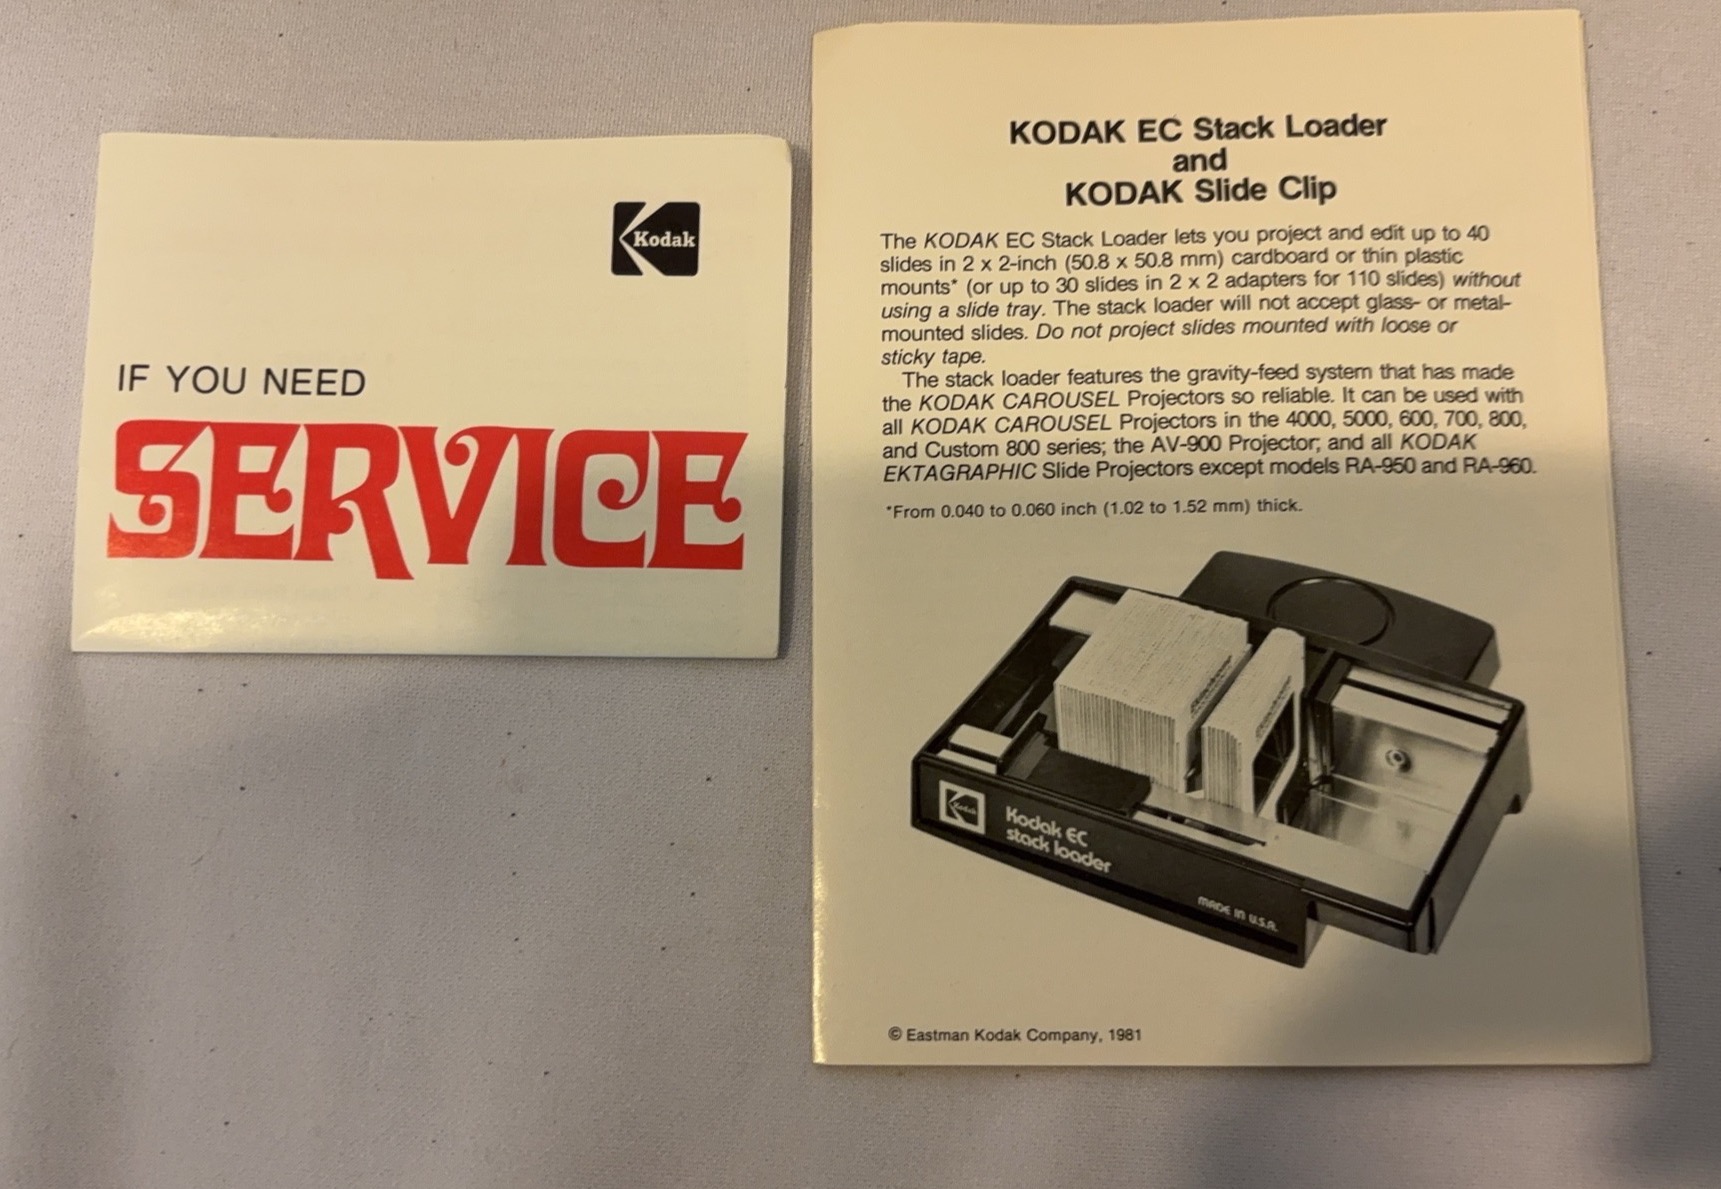 Kodak
IF YOU NEED
SERVICE
KODAK EC Stack Loader
and
KODAK Slide Clip
The KODAK EC Stack Loader lets you project and edit up to 40
slides in 2 x 2-inch (50.8 x 50.8 mm) cardboard or thin plastic
mounts* (or up to 30 slides in 2 x 2 adapters for 110 slides) without
using a slide tray. The stack loader will not accept glass- or metal-
mounted slides. Do not project slides mounted with loose or
sticky tape.
The stack loader features the gravity-feed system that has made
the KODAK CAROUSEL Projectors so reliable. It can be used with
all KODAK CAROUSEL Projectors in the 4000, 5000, 600, 700, 800,
and Custom 800 series; the AV-900 Projector; and all KODAK
EKTAGRAPHIC Slide Projectors except models RA-950 and RA-960.
*From 0.040 to 0.060 inch (1.02 to 1.52 mm) thick.
Kodak
Kodak EC
stack loader
MADE IN U.S.A.
© Eastman Kodak Company, 1981